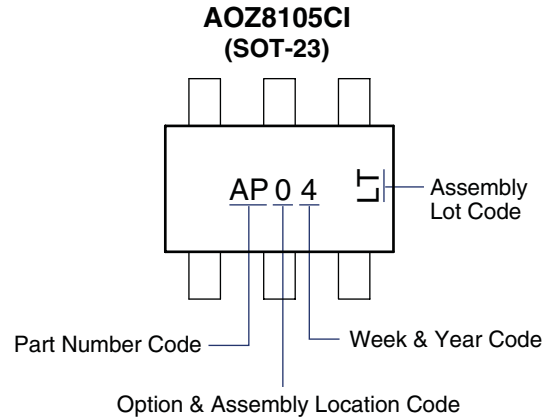 AOZ8105CI
(SOT-23)
AP 0 4
LT
Assembly
Lot Code
Part Number Code
Week & Year Code
Option & Assembly Location Code